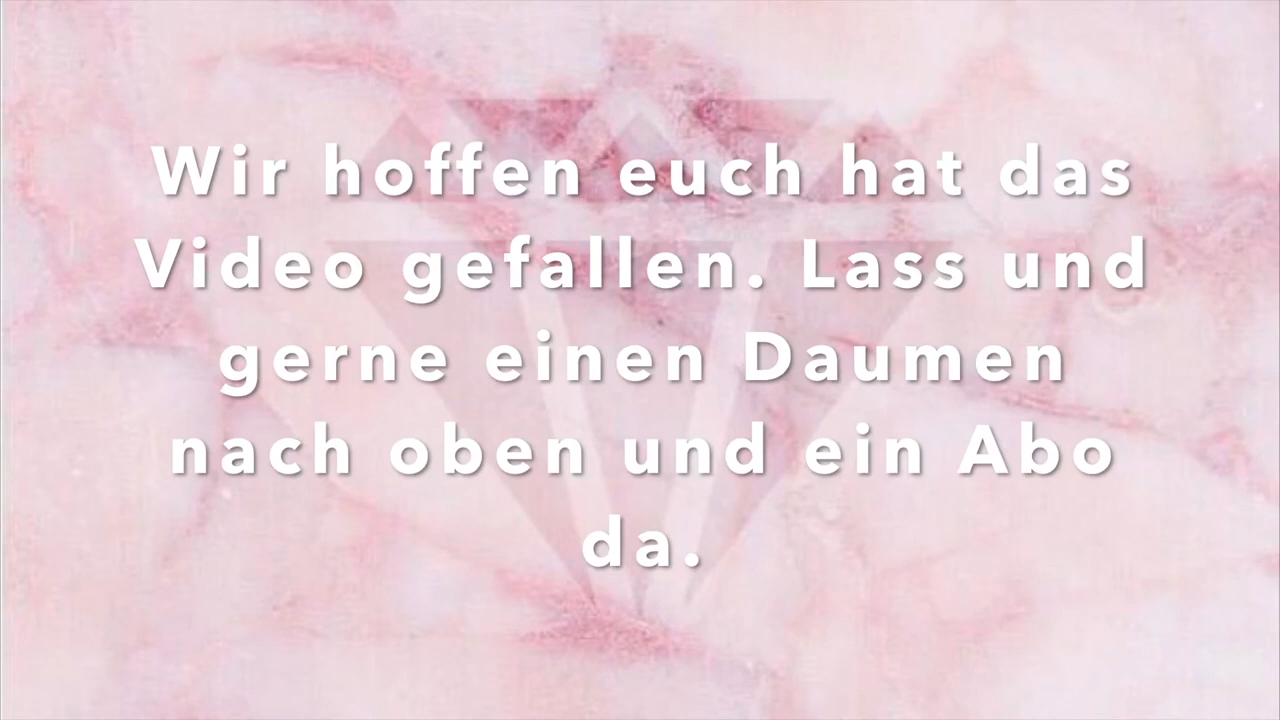 Wir hoffen euch hat das
Video gefallen. Lass und
gerne einen Daumen
nach oben und ein Abo
da.